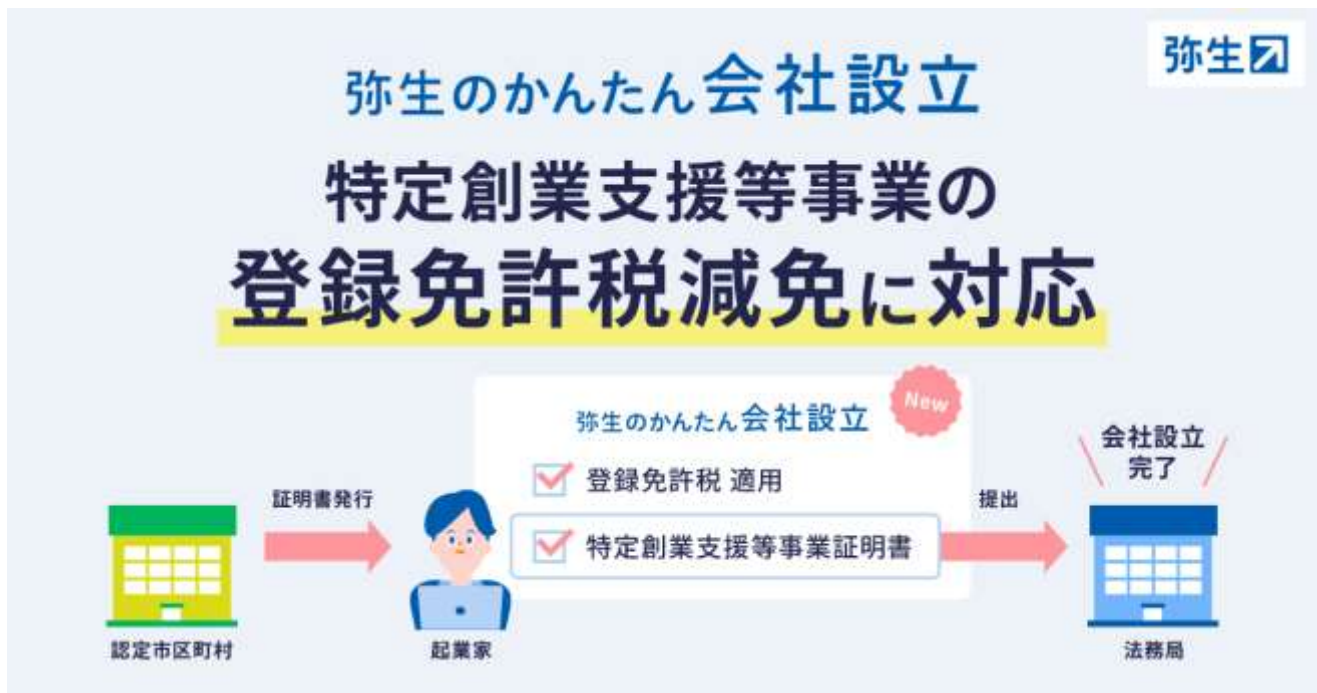 弥生
弥生のかんたん会社設立
特定創業支援等事業の
登録免許税減免に対応
New
弥生のかんたん会社設立
登録免許税 適用
特定創業支援等事業証明書
証明書発行
提出
会社設立
完了
認定市区町村
起業家
法務局